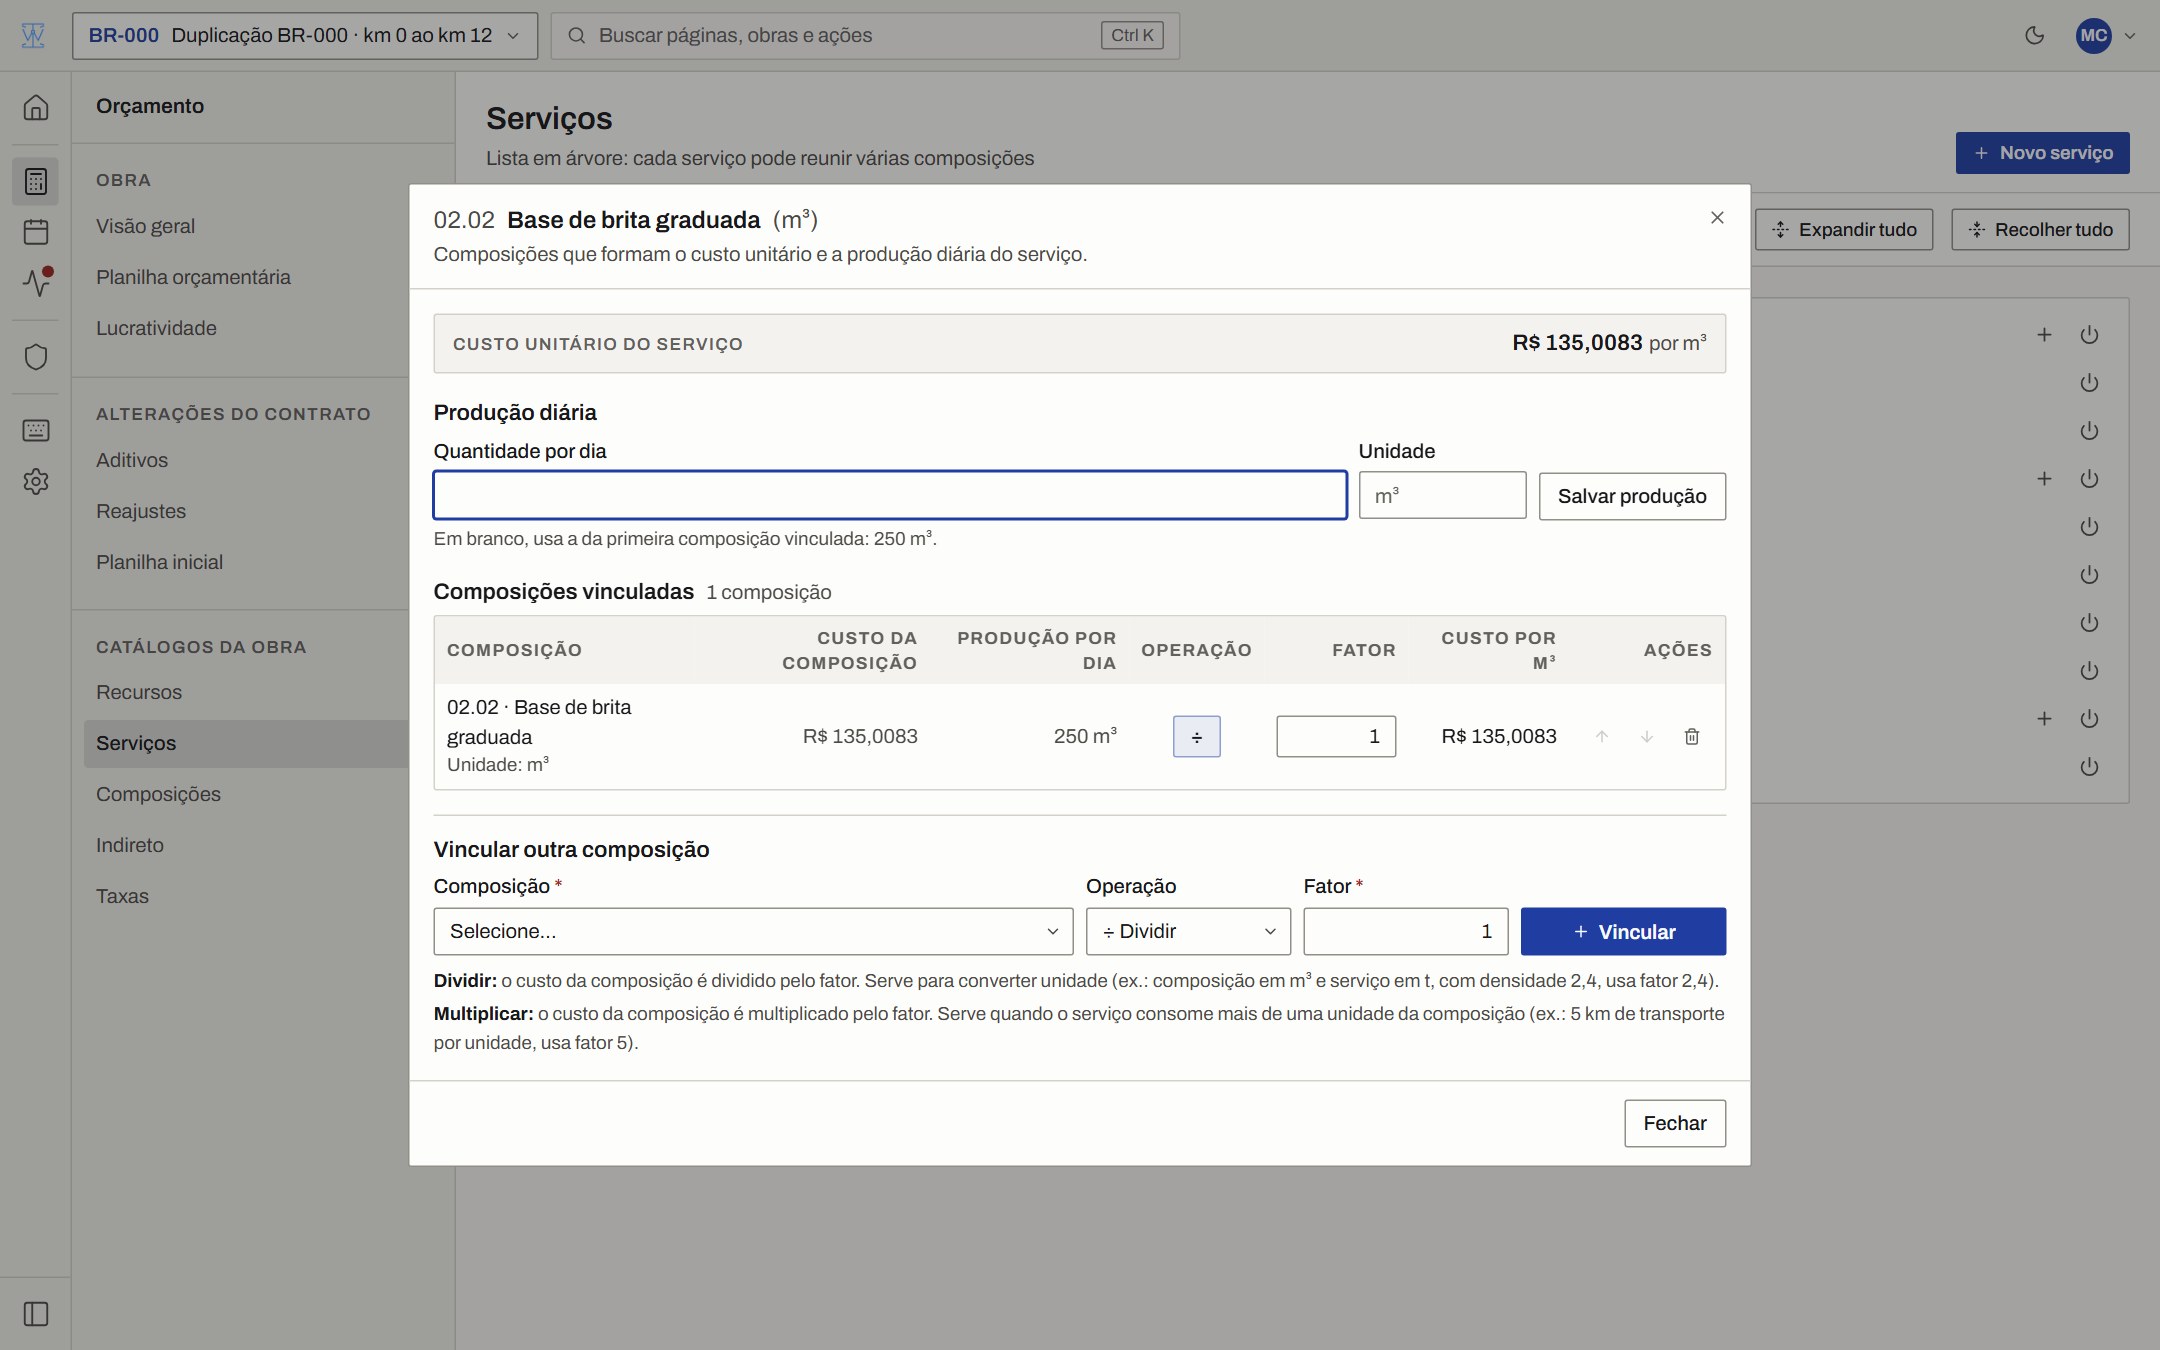 BR-000 Duplicação BR-000 · km 0 ao km 12
Buscar páginas, obras e ações
Ctrl K
MC
Orçamento
OBRA
Visão geral
Planilha orçamentária
Lucratividade
ALTERAÇÕES DO CONTRATO
Aditivos
Reajustes
Planilha inicial
CATÁLOGOS DA OBRA
Recursos
Serviços
Composições
Indireto
Taxas
Serviços
Lista em árvore: cada serviço pode reunir várias composições
+ Novo serviço
Expandir tudo
Recolher tudo
02.02 Base de brita graduada (m³)
Composições que formam o custo unitário e a produção diária do serviço.
CUSTO UNITÁRIO DO SERVIÇO
R$ 135,0083 por m³
Produção diária
Quantidade por dia
Unidade
m³
Salvar produção
Em branco, usa a da primeira composição vinculada: 250 m³.
Composições vinculadas 1 composição
COMPOSIÇÃO
CUSTO DA
COMPOSIÇÃO
PRODUÇÃO POR
DIA
OPERAÇÃO
FATOR
CUSTO POR
M³
AÇÕES
02.02 · Base de brita
graduada
Unidade: m³
R$ 135,0083
250 m³
÷
1
R$ 135,0083
Vincular outra composição
Composição *
Operação
Fator *
Selecione...
÷ Dividir
1
+ Vincular
Dividir: o custo da composição é dividido pelo fator. Serve para converter unidade (ex.: composição em m³ e serviço em t, com densidade 2,4, usa fator 2,4).
Multiplicar: o custo da composição é multiplicado pelo fator. Serve quando o serviço consome mais de uma unidade da composição (ex.: 5 km de transporte
por unidade, usa fator 5).
Fechar